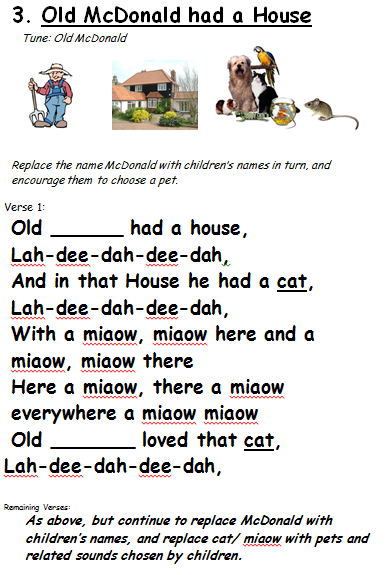 3. Old McDonald had a House
Tune: Old McDonald
Replace the name McDonald with children's names in turn, and
encourage them to choose a pet.
Verse 1:
Old ______ had a house,
Lah-dee-dah-dee-dah,
And in that House he had a cat,
Lah-dee-dah-dee-dah,
With a miaow, miaow here and a
miaow, miaow there
Here a miaow, there a miaow
everywhere a miaow miaow
Old _______ loved that cat,
Lah-dee-dah-dee-dah,
Remaining Verses:
As above, but continue to replace McDonald with
children's names, and replace cat/ miaow with pets and
related sounds chosen by children.